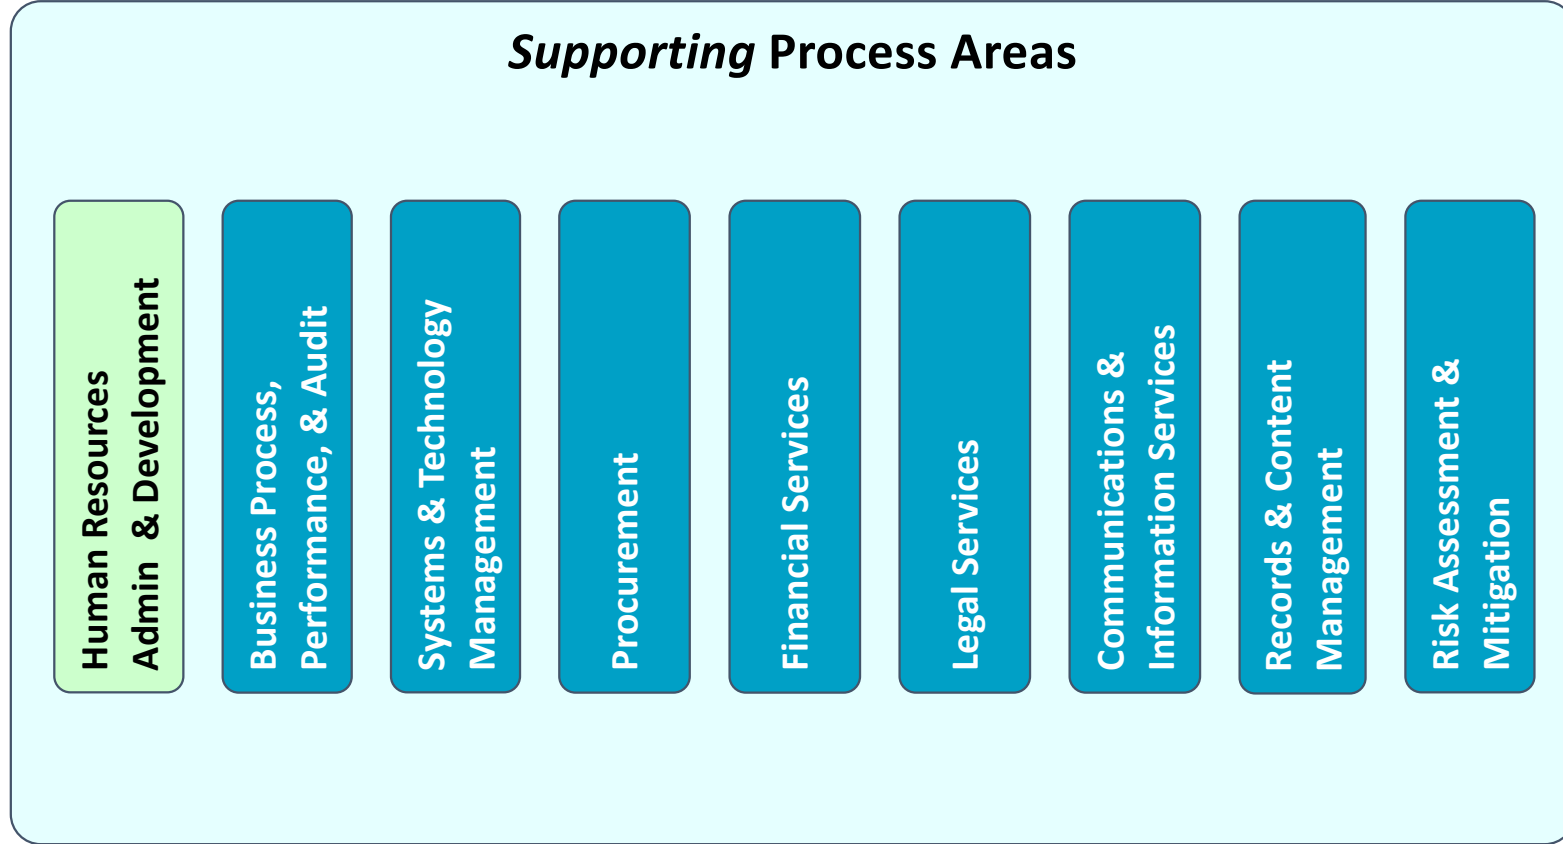 Supporting Process Areas
Human Resources
Admin  & Development
Business Process,
Performance, & Audit
Systems & Technology
Management
Procurement
Financial Services
Legal Services
Communications &
Information Services
Records & Content
Management
Risk Assessment &
Mitigation